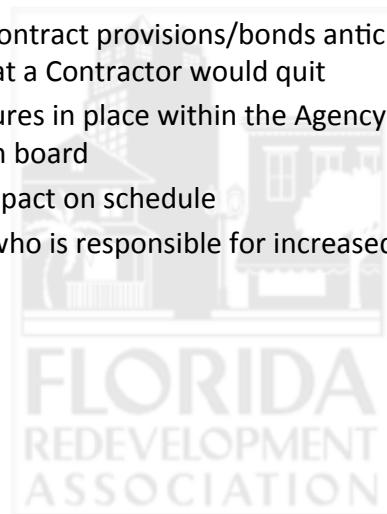 ontract provisions/bonds antic
at a Contractor would quit
ures in place within the Agency
n board
pact on schedule
who is responsible for increased
FLORIDA
REDEVELOPMENT
ASSOCIATION